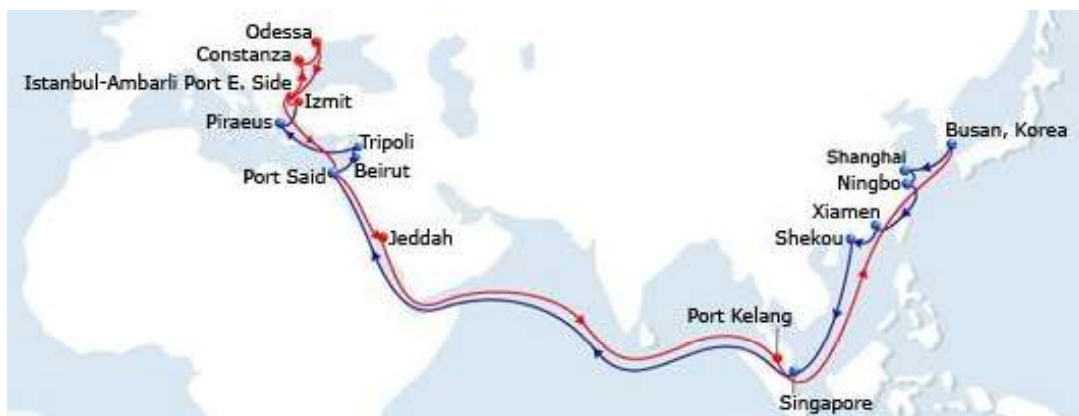 Odessa
Constanza
Istanbul-Ambarli Port E. Side
Izmit
Piraeus
Tripoli
Beirut
Port Said
Jeddah
Busan, Korea
Shanghai
Ningbo
Xiamen
Shekou
Port Kelang
Singapore